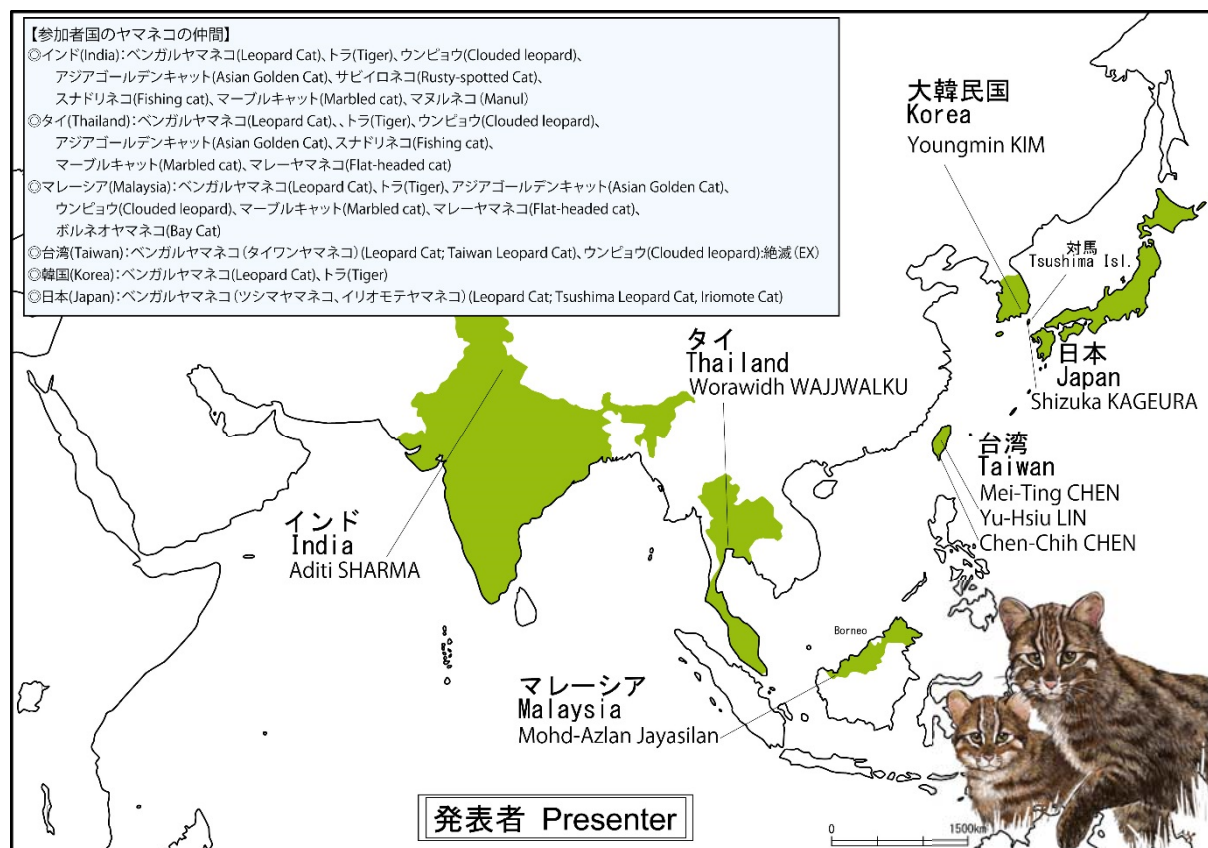 【参加者国のヤマネコの仲間】
◎インド(India):ベンガルヤマネコ(Leopard Cat)、トラ(Tiger)、ウンピョウ(Clouded leopard)、
アジアゴールデンキャット(Asian Golden Cat)、サビイロネコ(Rusty-spotted Cat)、
スナドリネコ(Fishing cat)、マーブルキャット(Marbled cat)、マヌルネコ(Manul)
◎タイ(Thailand):ベンガルヤマネコ(Leopard Cat)、、トラ(Tiger)、ウンピョウ(Clouded leopard)、
アジアゴールデンキャット(Asian Golden Cat)、スナドリネコ(Fishing cat)、
マーブルキャット(Marbled cat)、マレーヤマネコ(Flat-headed cat)
◎マレーシア(Malaysia):ベンガルヤマネコ(Leopard Cat)、トラ(Tiger)、アジアゴールデンキャット(Asian Golden Cat)、
ウンピョウ(Clouded leopard)、マーブルキャット(Marbled cat)、マレーヤマネコ(Flat-headed cat)、
ボルネオヤマネコ(Bay Cat)
◎台湾(Taiwan):ベンガルヤマネコ(タイワンヤマネコ)(Leopard Cat; Taiwan Leopard Cat)、ウンピョウ(Clouded leopard):絶滅(EX)
◎韓国(Korea):ベンガルヤマネコ(Leopard Cat)、トラ(Tiger)
◎日本(Japan):ベンガルヤマネコ(ツシマヤマネコ、イリオモテヤマネコ)(Leopard Cat; Tsushima Leopard Cat, Iriomote Cat)
大韓民国
Korea
Youngmin KIM
対馬
Tsushima Isl.
日本
Japan
Shizuka KAGEURA
タイ
Thailand
Worawidh WAJJWALKU
台湾
Taiwan
Mei-Ting CHEN
Yu-Hsiu LIN
Chen-Chih CHEN
インド
India
Aditi SHARMA
Borneo
マレーシア
Malaysia
Mohd-Azlan Jayasilan
発表者 Presenter
0 1500km